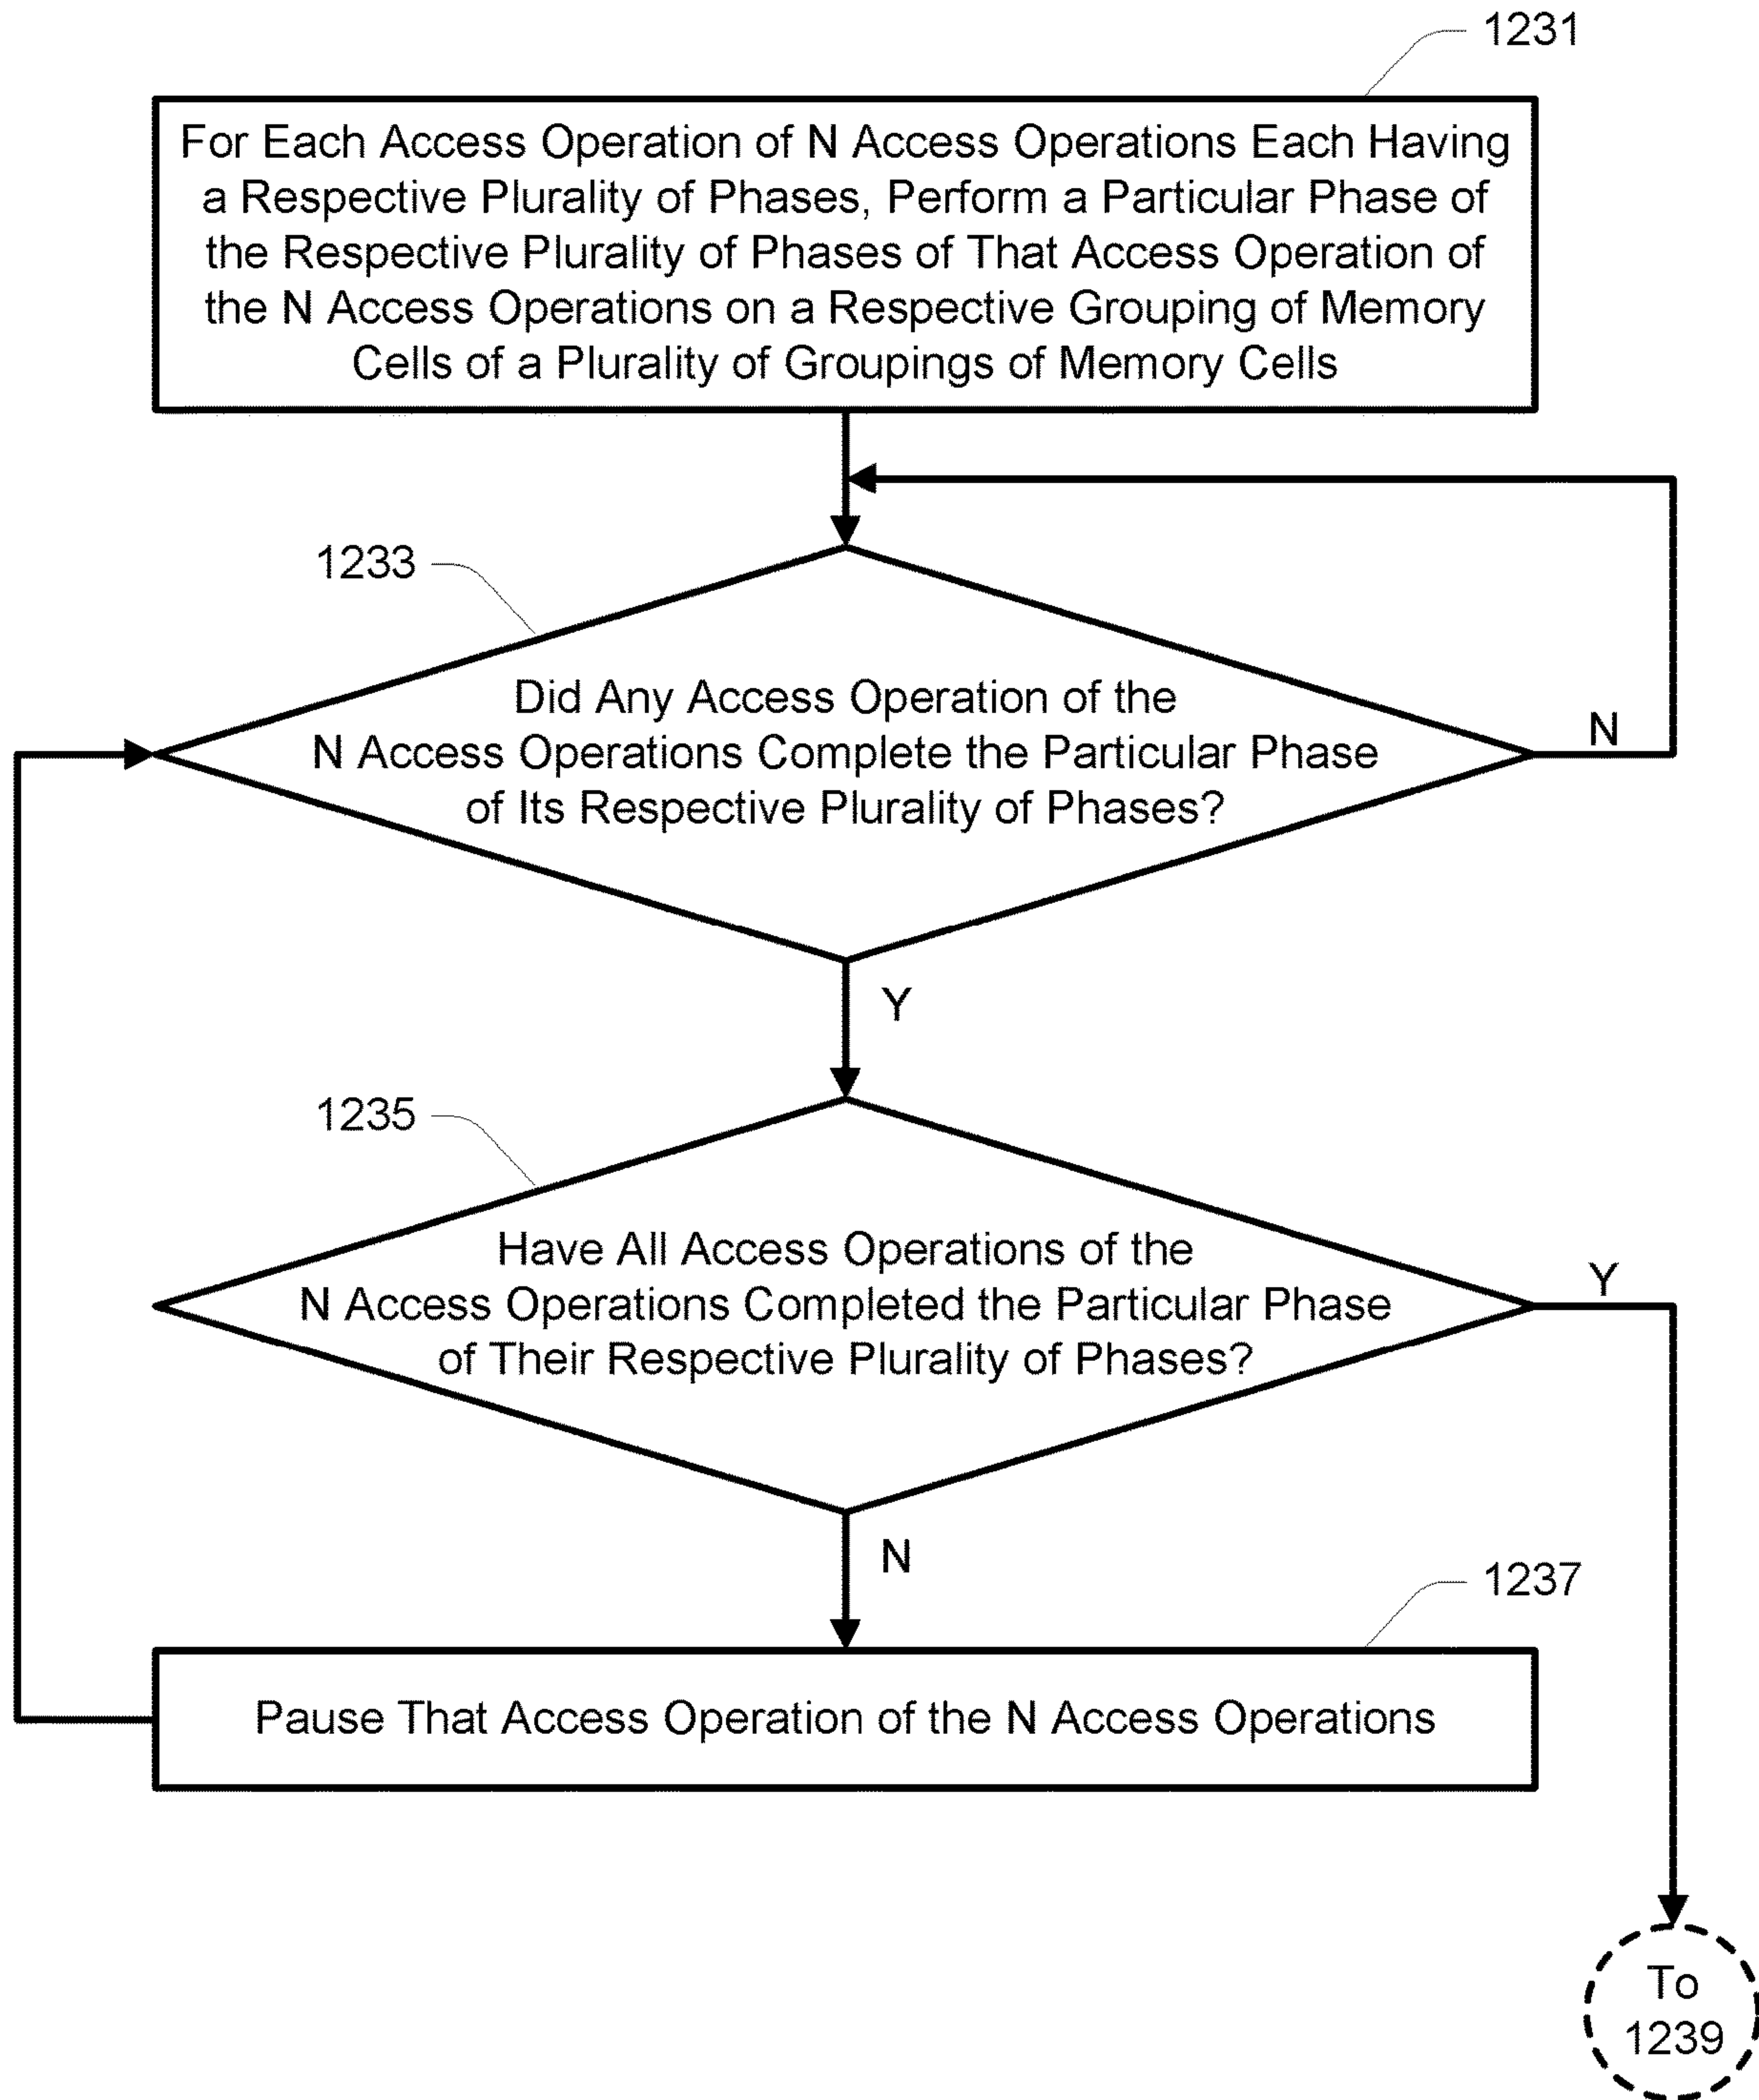 1231
For Each Access Operation of N Access Operations Each Having
a Respective Plurality of Phases, Perform a Particular Phase of
the Respective Plurality of Phases of That Access Operation of
the N Access Operations on a Respective Grouping of Memory
Cells of a Plurality of Groupings of Memory Cells
1233
Did Any Access Operation of the
N Access Operations Complete the Particular Phase
of Its Respective Plurality of Phases?
N
Y
1235
Have All Access Operations of the
N Access Operations Completed the Particular Phase
of Their Respective Plurality of Phases?
Y
N
1237
Pause That Access Operation of the N Access Operations
To
1239